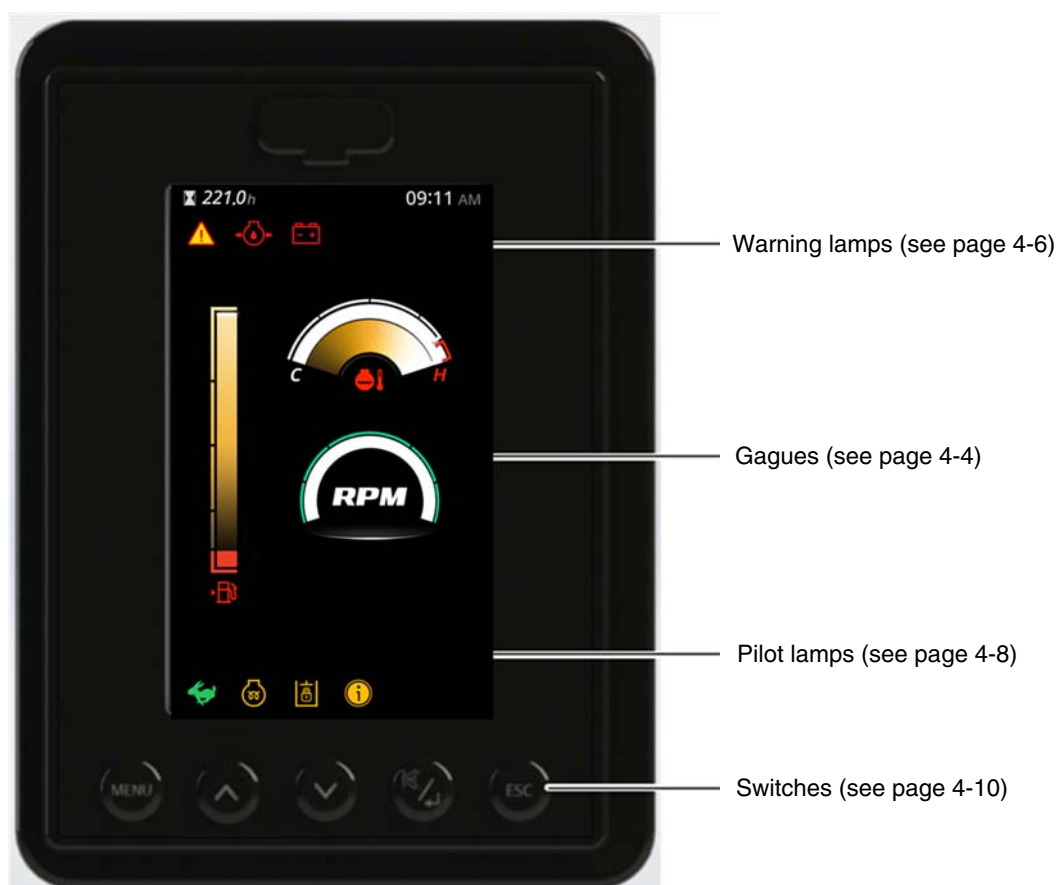 221.0h 09:11 AM
Warning lamps (see page 4-6)
C H
Gagues (see page 4-4)
RPM
Pilot lamps (see page 4-8)
MENU ESC
Switches (see page 4-10)